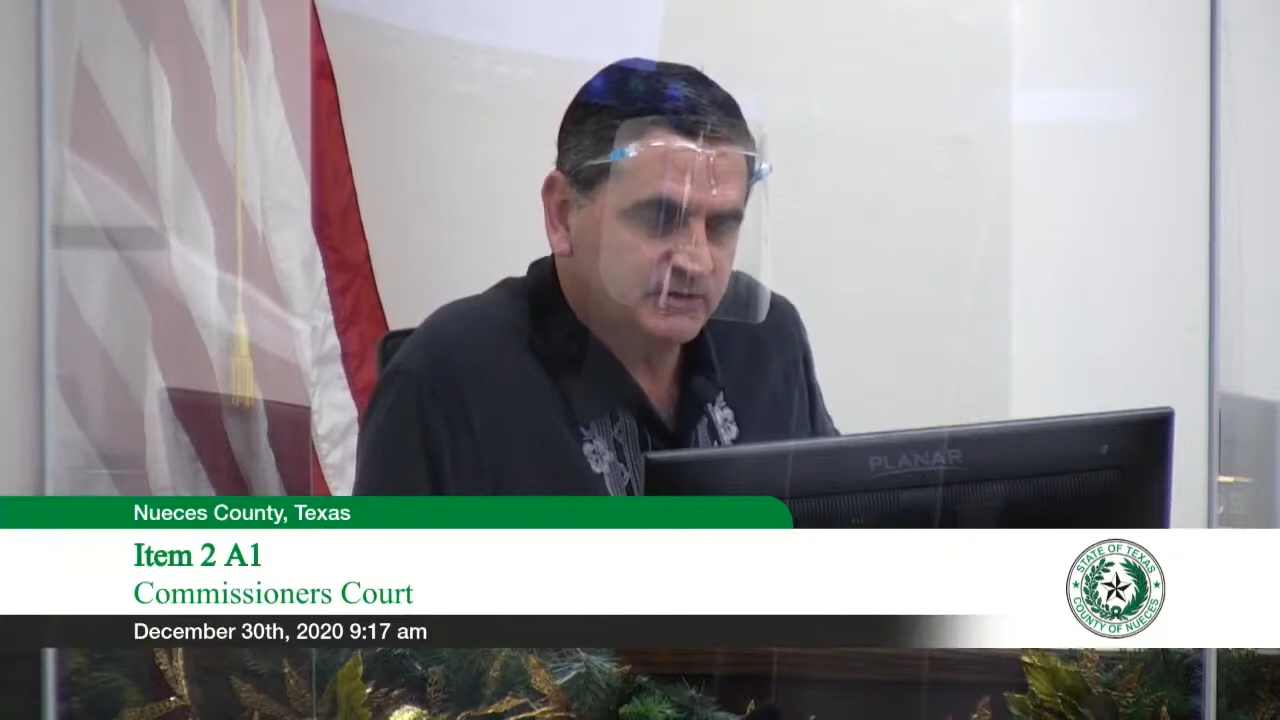 PLANAR
Nueces County, Texas
Item 2 A1
Commissioners Court
December 30th, 2020 9:17 am
STATE OF TEXAS
COUNTY OF NUECES